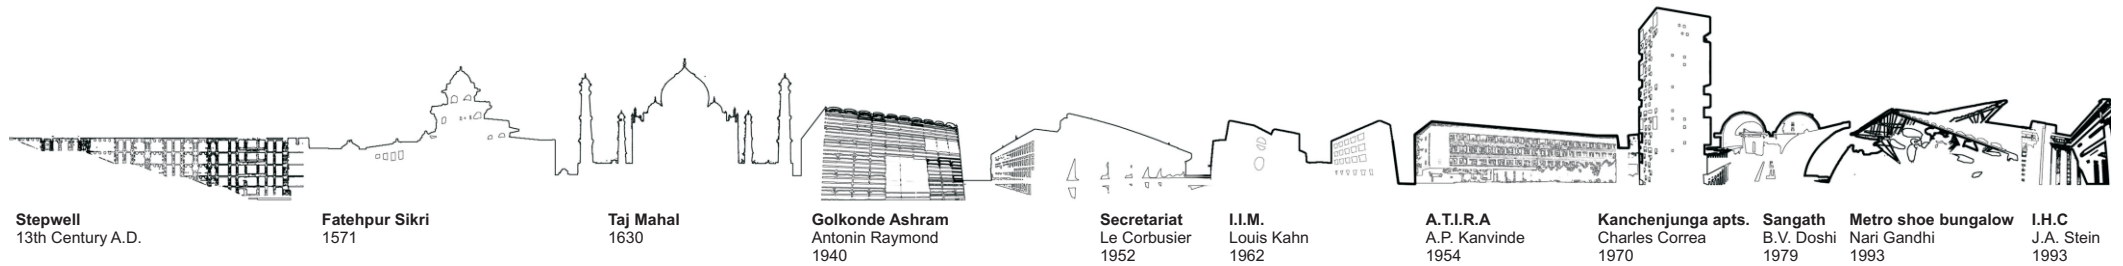 Stepwell
13th Century A.D.
Fatehpur Sikri
1571
Taj Mahal
1630
Golkonde Ashram
Antonin Raymond
1940
Secretariat
Le Corbusier
1952
I.I.M.
Louis Kahn
1962
A.T.I.R.A
A.P. Kanvinde
1954
Kanchenjunga apts.
Charles Correa
1970
Sangath
B.V. Doshi
1979
Metro shoe bungalow
Nari Gandhi
1993
I.H.C
J.A. Stein
1993